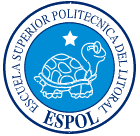 ESCUELA SUPERIOR POLITECNICA DEL LITORAL
ESPOL